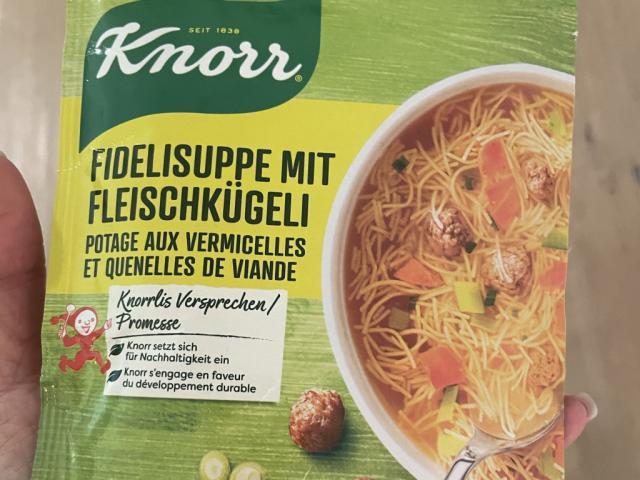 SEIT 1838
Knorr
FIDELISUPPE MIT
FLEISCHKÜGELI
POTAGE AUX VERMICELLES
ET QUENELLES DE VIANDE
Knorrlis Versprechen/
Promesse
Knorr setzt sich
für Nachhaltigkeit ein
Knorr s'engage en faveur
du développement durable